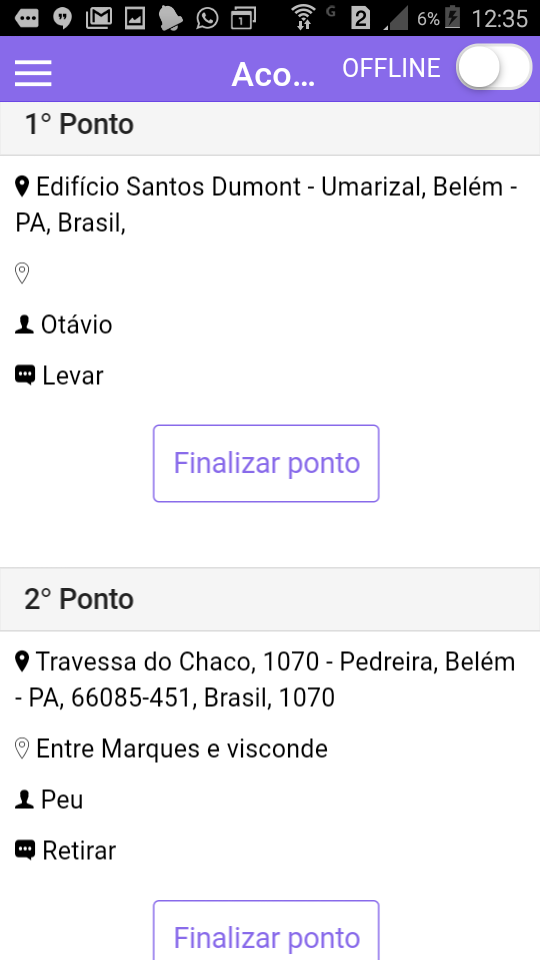 G 2 6% 12:35
Aco... OFFLINE
1° Ponto
Edifício Santos Dumont - Umarizal, Belém -
PA, Brasil,
Otávio
Levar
Finalizar ponto
2° Ponto
Travessa do Chaco, 1070 - Pedreira, Belém
- PA, 66085-451, Brasil, 1070
Entre Marques e visconde
Peu
Retirar
Finalizar ponto